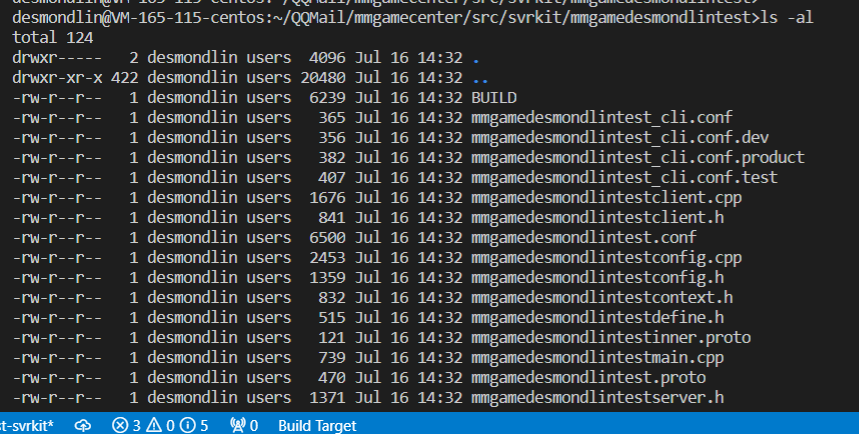 desmondlin@VM-165-115-centos:~/QQMail/mmgamecenter/src/svrkit/mmgamedesmondlintest>
desmondlin@VM-165-115-centos:~/QQMail/mmgamecenter/src/svrkit/mmgamedesmondlintest>ls -al
total 124
drwxr----- 2 desmondlin users 4096 Jul 16 14:32 .
drwxr-xr-x 422 desmondlin users 20480 Jul 16 14:32 ..
-rw-r--r-- 1 desmondlin users 6239 Jul 16 14:32 BUILD
-rw-r--r-- 1 desmondlin users 365 Jul 16 14:32 mmgamedesmondlintest_cli.conf
-rw-r--r-- 1 desmondlin users 356 Jul 16 14:32 mmgamedesmondlintest_cli.conf.dev
-rw-r--r-- 1 desmondlin users 382 Jul 16 14:32 mmgamedesmondlintest_cli.conf.product
-rw-r--r-- 1 desmondlin users 407 Jul 16 14:32 mmgamedesmondlintest_cli.conf.test
-rw-r--r-- 1 desmondlin users 1676 Jul 16 14:32 mmgamedesmondlintestclient.cpp
-rw-r--r-- 1 desmondlin users 841 Jul 16 14:32 mmgamedesmondlintestclient.h
-rw-r--r-- 1 desmondlin users 6500 Jul 16 14:32 mmgamedesmondlintest.conf
-rw-r--r-- 1 desmondlin users 2453 Jul 16 14:32 mmgamedesmondlintestconfig.cpp
-rw-r--r-- 1 desmondlin users 1359 Jul 16 14:32 mmgamedesmondlintestconfig.h
-rw-r--r-- 1 desmondlin users 832 Jul 16 14:32 mmgamedesmondlintestcontext.h
-rw-r--r-- 1 desmondlin users 515 Jul 16 14:32 mmgamedesmondlintestdefine.h
-rw-r--r-- 1 desmondlin users 121 Jul 16 14:32 mmgamedesmondlintestinner.proto
-rw-r--r-- 1 desmondlin users 739 Jul 16 14:32 mmgamedesmondlintestmain.cpp
-rw-r--r-- 1 desmondlin users 470 Jul 16 14:32 mmgamedesmondlintest.proto
-rw-r--r-- 1 desmondlin users 1371 Jul 16 14:32 mmgamedesmondlintestserver.h
st-svrkit* 3 0 5 0 Build Target